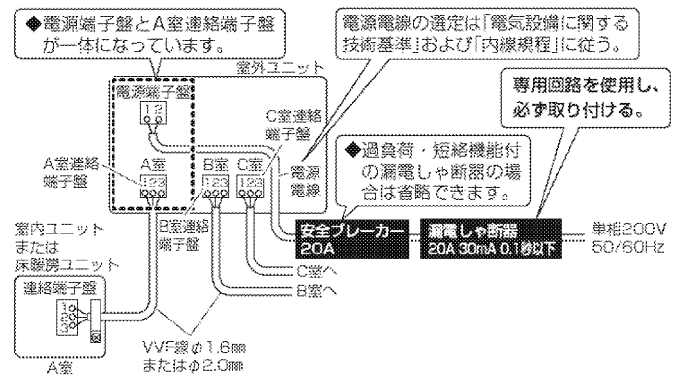 ◆電源端子盤とA室連絡端子盤
が一体になっています。
電源電線の選定は「電気設備に関する
技術基準」および「内線規程」に従う。
室外ユニット
専用回路を使用し、
必ず取り付ける。
電源端子盤
12
C室連絡
端子盤
◆過負荷・短絡機能付
の漏電しゃ断器の場
合は省略できます。
A室連絡
端子盤
A室
B室
C室
123
123
123
電源
電線
B室連絡
端子盤
安全ブレーカー
20A
漏電しゃ断器
20A 30mA 0.1秒以下
単相200V
50/60Hz
室内ユニット
または
床暖房ユニット
連絡端子盤
1
2
3
C室へ
B室へ
VVF線φ1.6mm
またはφ2.0mm
A室